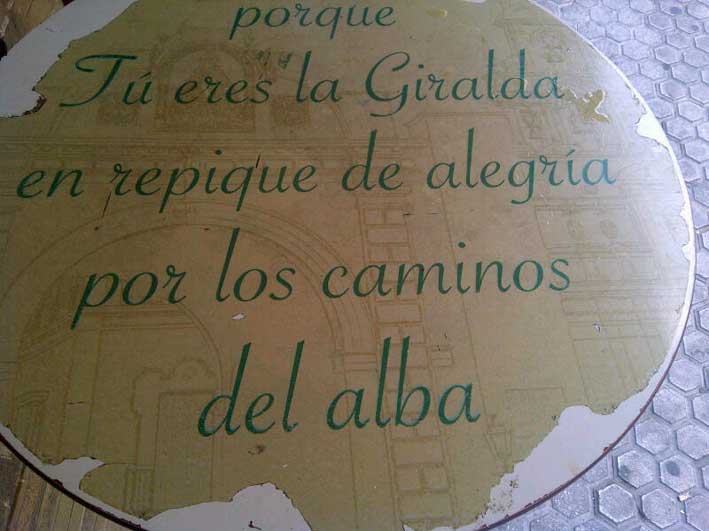 porque
Tú eres la Giralda
en repique de alegría
por los caminos
del alba